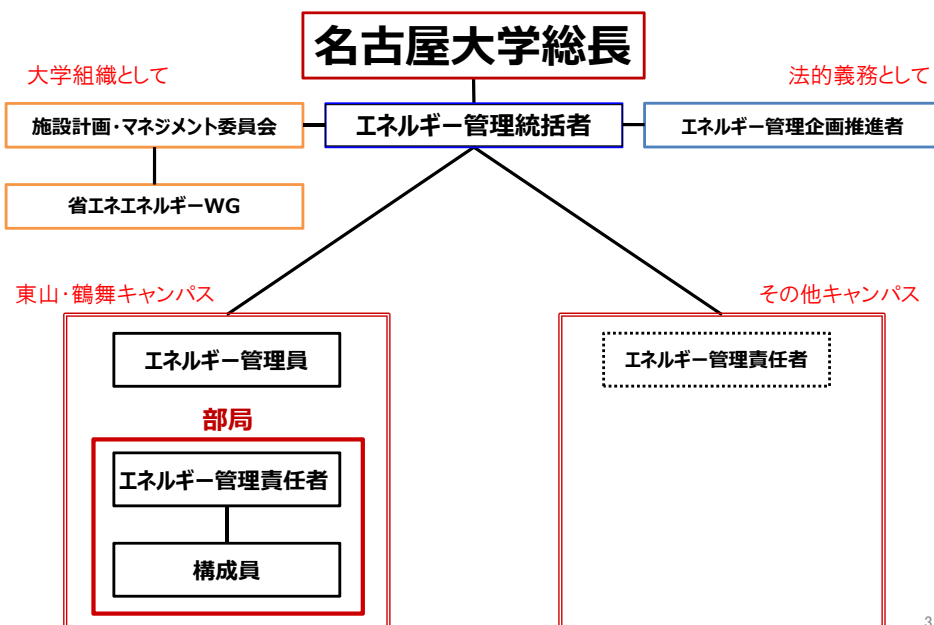 名古屋大学総長
大学組織として
法的義務として
施設計画・マネジメント委員会
エネルギー管理統括者
エネルギー管理企画推進者
省エネエネルギーWG
東山・鶴舞キャンパス
その他キャンパス
エネルギー管理員
エネルギー管理責任者
部局
エネルギー管理責任者
構成員
3